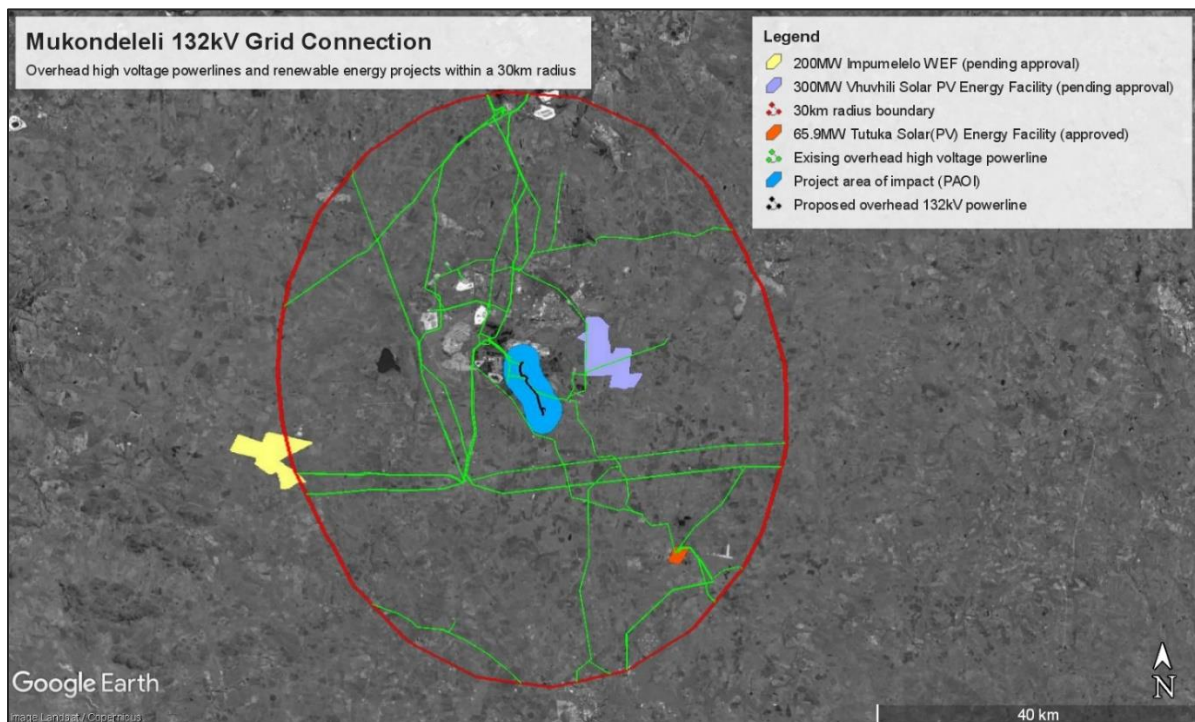 Mukondeleli 132kV Grid Connection
Overhead high voltage powerlines and renewable energy projects within a 30km radius
Legend
200MW Impumelelo WEF (pending approval)
300MW Vhuvhili Solar PV Energy Facility (pending approval)
30km radius boundary
65.9MW Tutuka Solar(PV) Energy Facility (approved)
Exising overhead high voltage powerline
Project area of impact (PAOI)
Proposed overhead 132kV powerline
Google Earth
Image Landsat / Copernicus
N
40 km